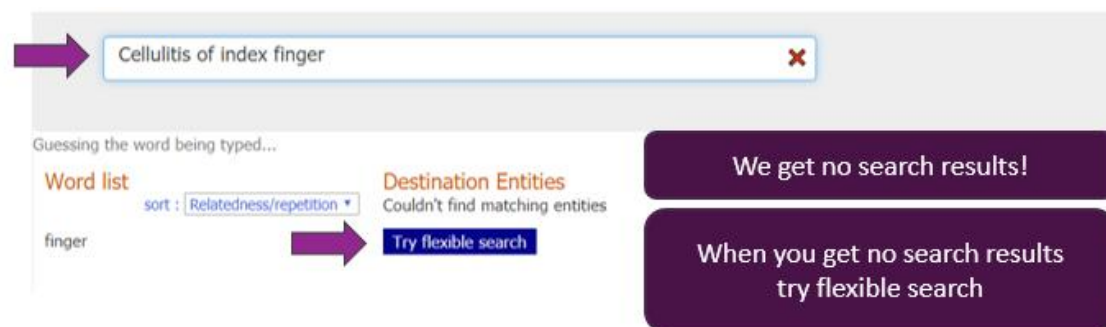 Cellulitis of index finger
Guessing the word being typed...
Word list
sort : Relatedness/repetition
finger
Destination Entities
Couldn't find matching entities
Try flexible search
We get no search results!
When you get no search results
try flexible search